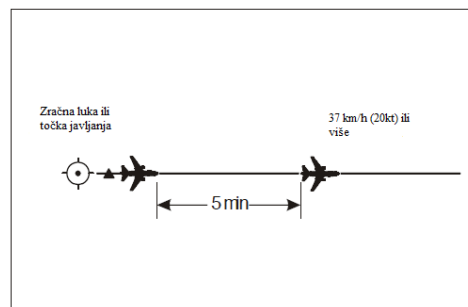 Zračna luka ili
točka javljanja
37 km/h (20kt) ili
više
5 min